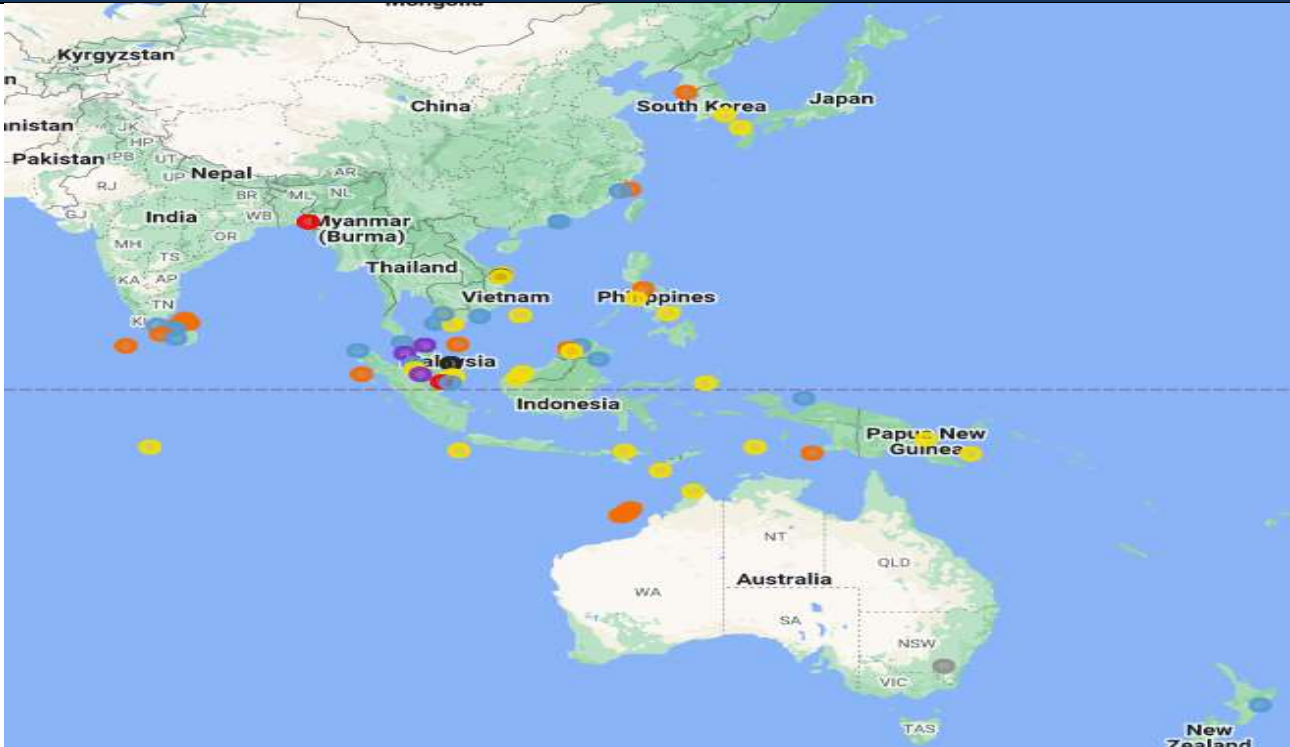 Mongolia
Kyrgyzstan
n
China
South Korea
Japan
anistan
JK
HP
Pakistan
PB
UT
Nepal
UP
AR
RJ
BR
ML
NL
GJ
India
WB
Myanmar
(Burma)
OR
MH
TS
Thailand
KA
AP
TN
Vietnam
Philippines
K
Malaysia
Indonesia
Papua New
Guinea
NT
QLD
Australia
WA
SA
NSW
VIC
TAS
New
Zealand